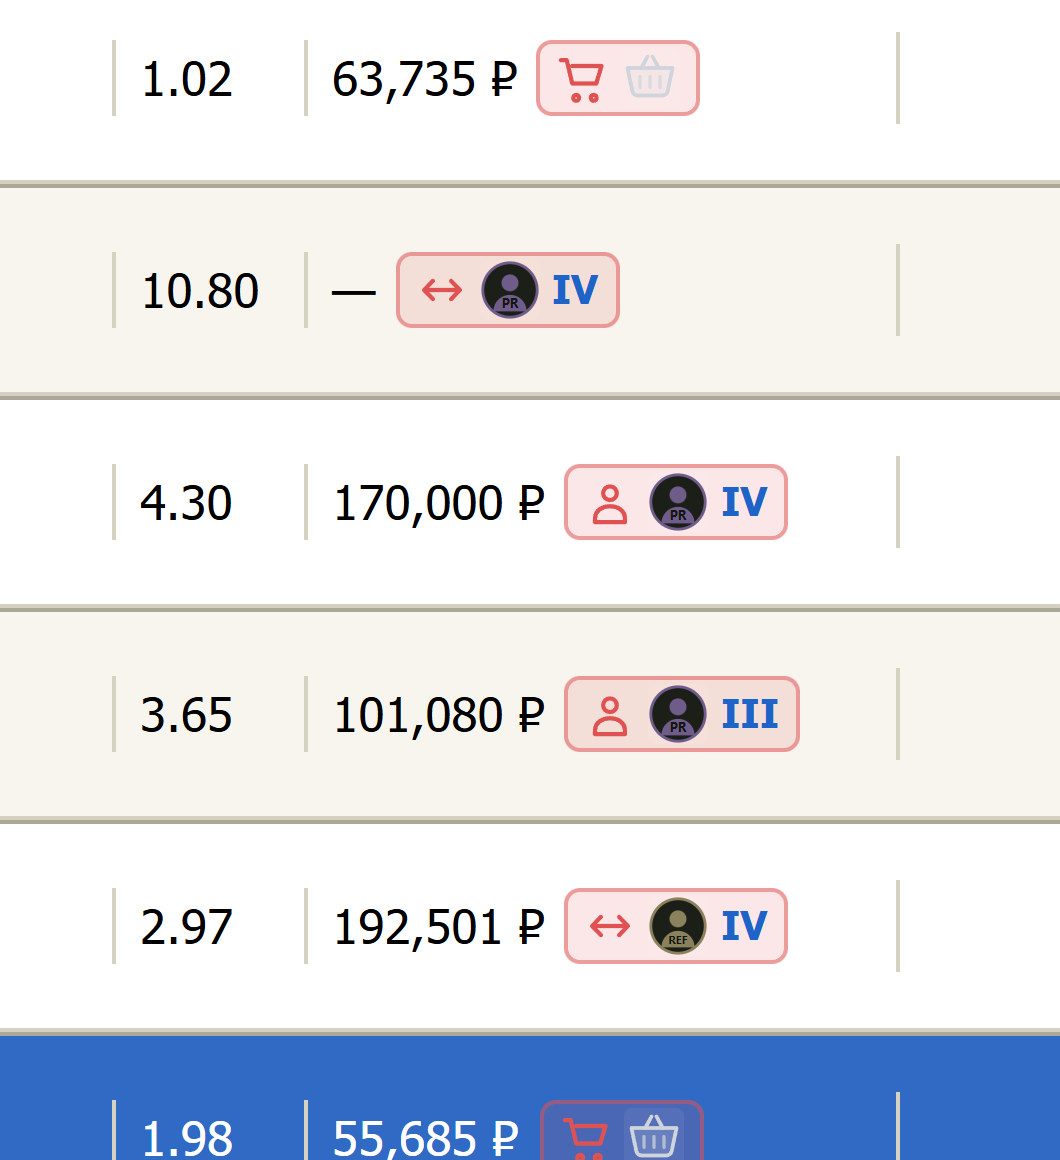 1.02 63,735 ₽
10.80 — PR IV
4.30 170,000 ₽ PR IV
3.65 101,080 ₽ PR III
2.97 192,501 ₽ REF IV
1.98 55,685 ₽